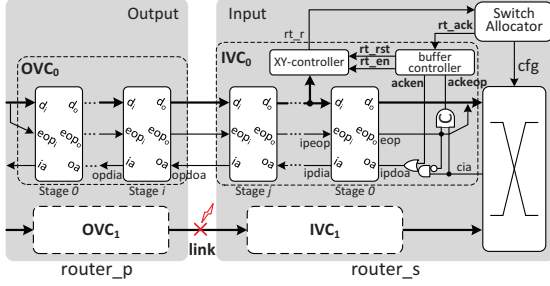 Output
Input
rt_r
rt_ack
Switch
Allocator
OVC0
IVC0
XY-controller
rt_rst
rt_en
buffer
controller
cfg
acken
ackeop
di
do
di
do
di
do
di
do
eopi
eopo
eopi
eopo
eopi
eopo
ipeop
eopi
eopo
eop
ia
oa
opdia
ia
oa
opdoa
ia
oa
ipdia
ia
oa
ipdoa
cia
Stage 0
Stage i
Stage j
Stage 0
OVC1
link
IVC1
router_p
router_s